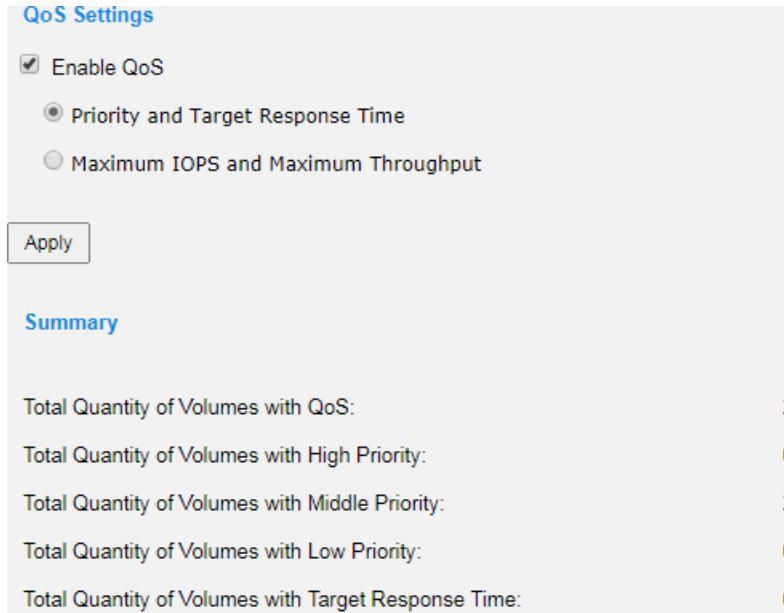 QoS Settings
Enable QoS
Priority and Target Response Time
Maximum IOPS and Maximum Throughput
Apply
Summary
Total Quantity of Volumes with QoS:
Total Quantity of Volumes with High Priority:
Total Quantity of Volumes with Middle Priority:
Total Quantity of Volumes with Low Priority:
Total Quantity of Volumes with Target Response Time: